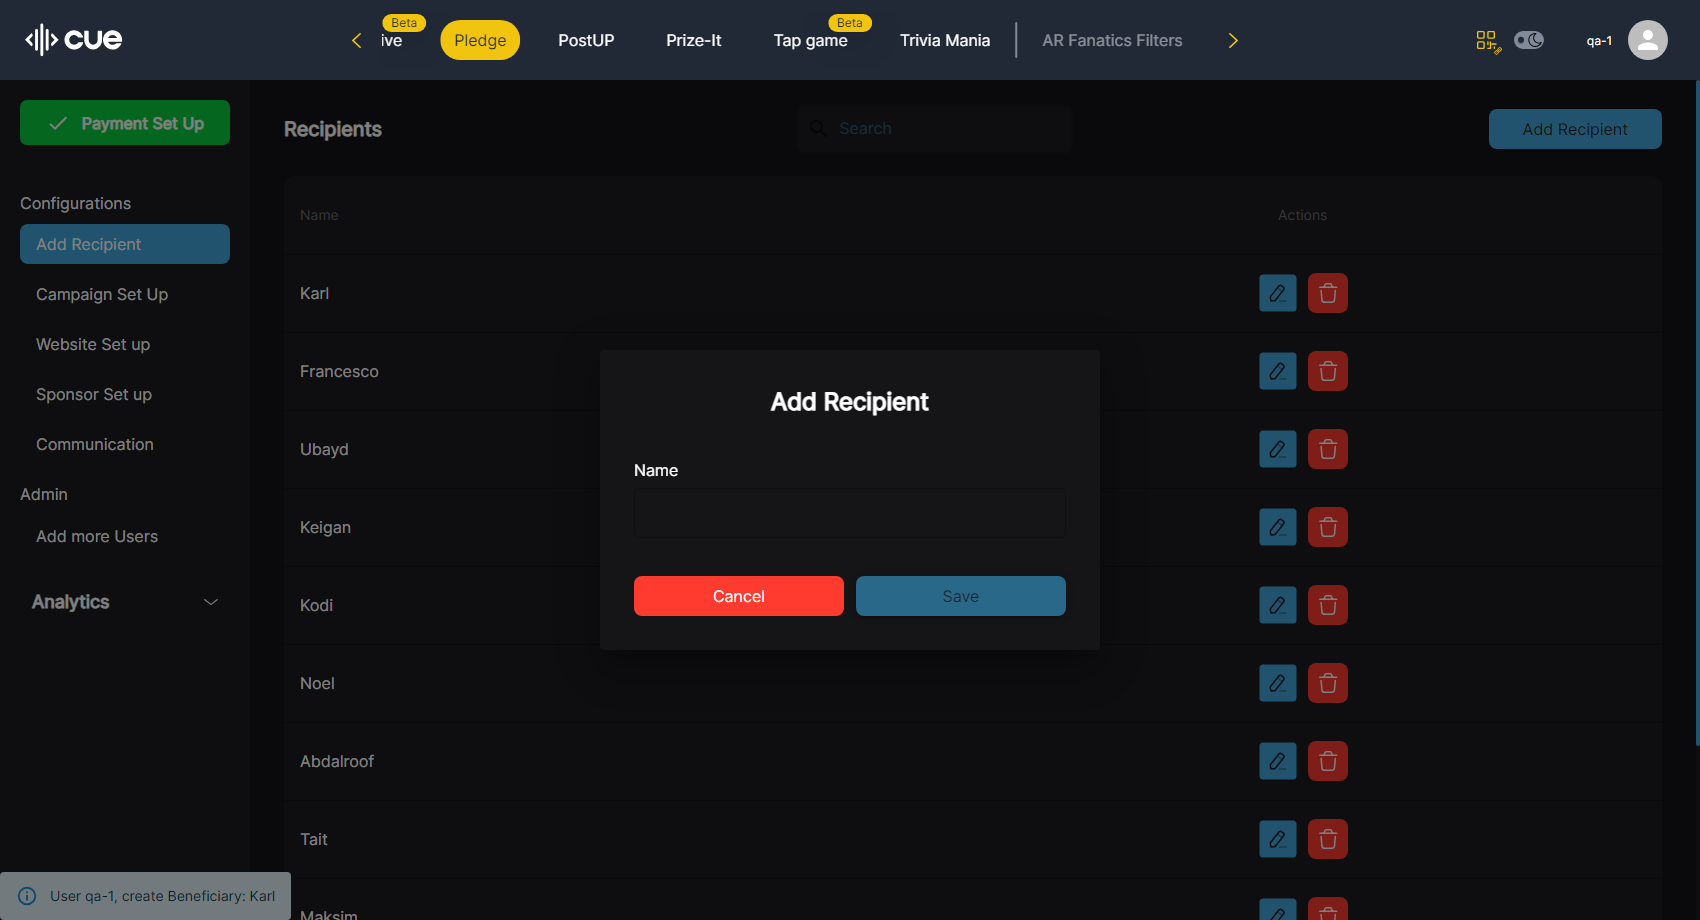 cue
ive
Beta
Pledge
PostUP
Prize-It
Tap game
Beta
Trivia Mania
AR Fanatics Filters
qa-1
Payment Set Up
Configurations
Add Recipient
Campaign Set Up
Website Set up
Sponsor Set up
Communication
Admin
Add more Users
Analytics
Recipients
Search
Add Recipient
Name
Actions
Karl
Francesco
Ubayd
Keigan
Kodi
Noel
Abdalroof
Tait
Maksim
Add Recipient
Name
Cancel
Save
User qa-1, create Beneficiary: Karl